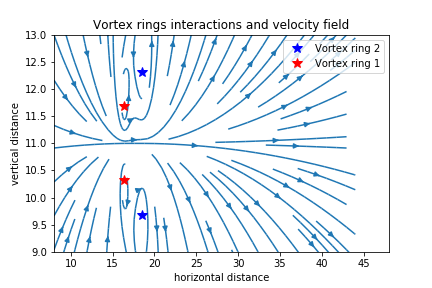 Vortex rings interactions and velocity field
Vortex ring 2
Vortex ring 1
13.0
12.5
12.0
11.5
11.0
10.5
10.0
9.5
9.0
vertical distance
10 15 20 25 30 35 40 45
horizontal distance